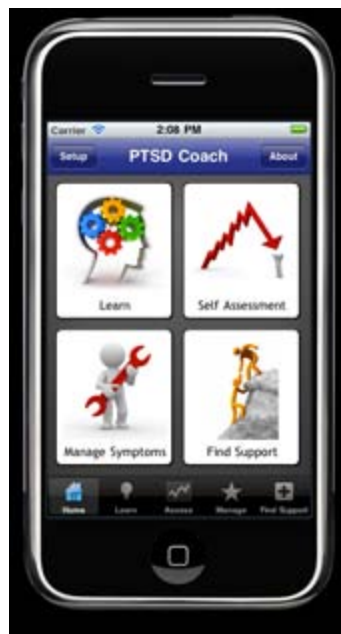 Carrier 2:08 PM
Setup PTSD Coach About
Learn Self Assessment
Manage Symptoms Find Support
Home Learn Assess Manage Find Support